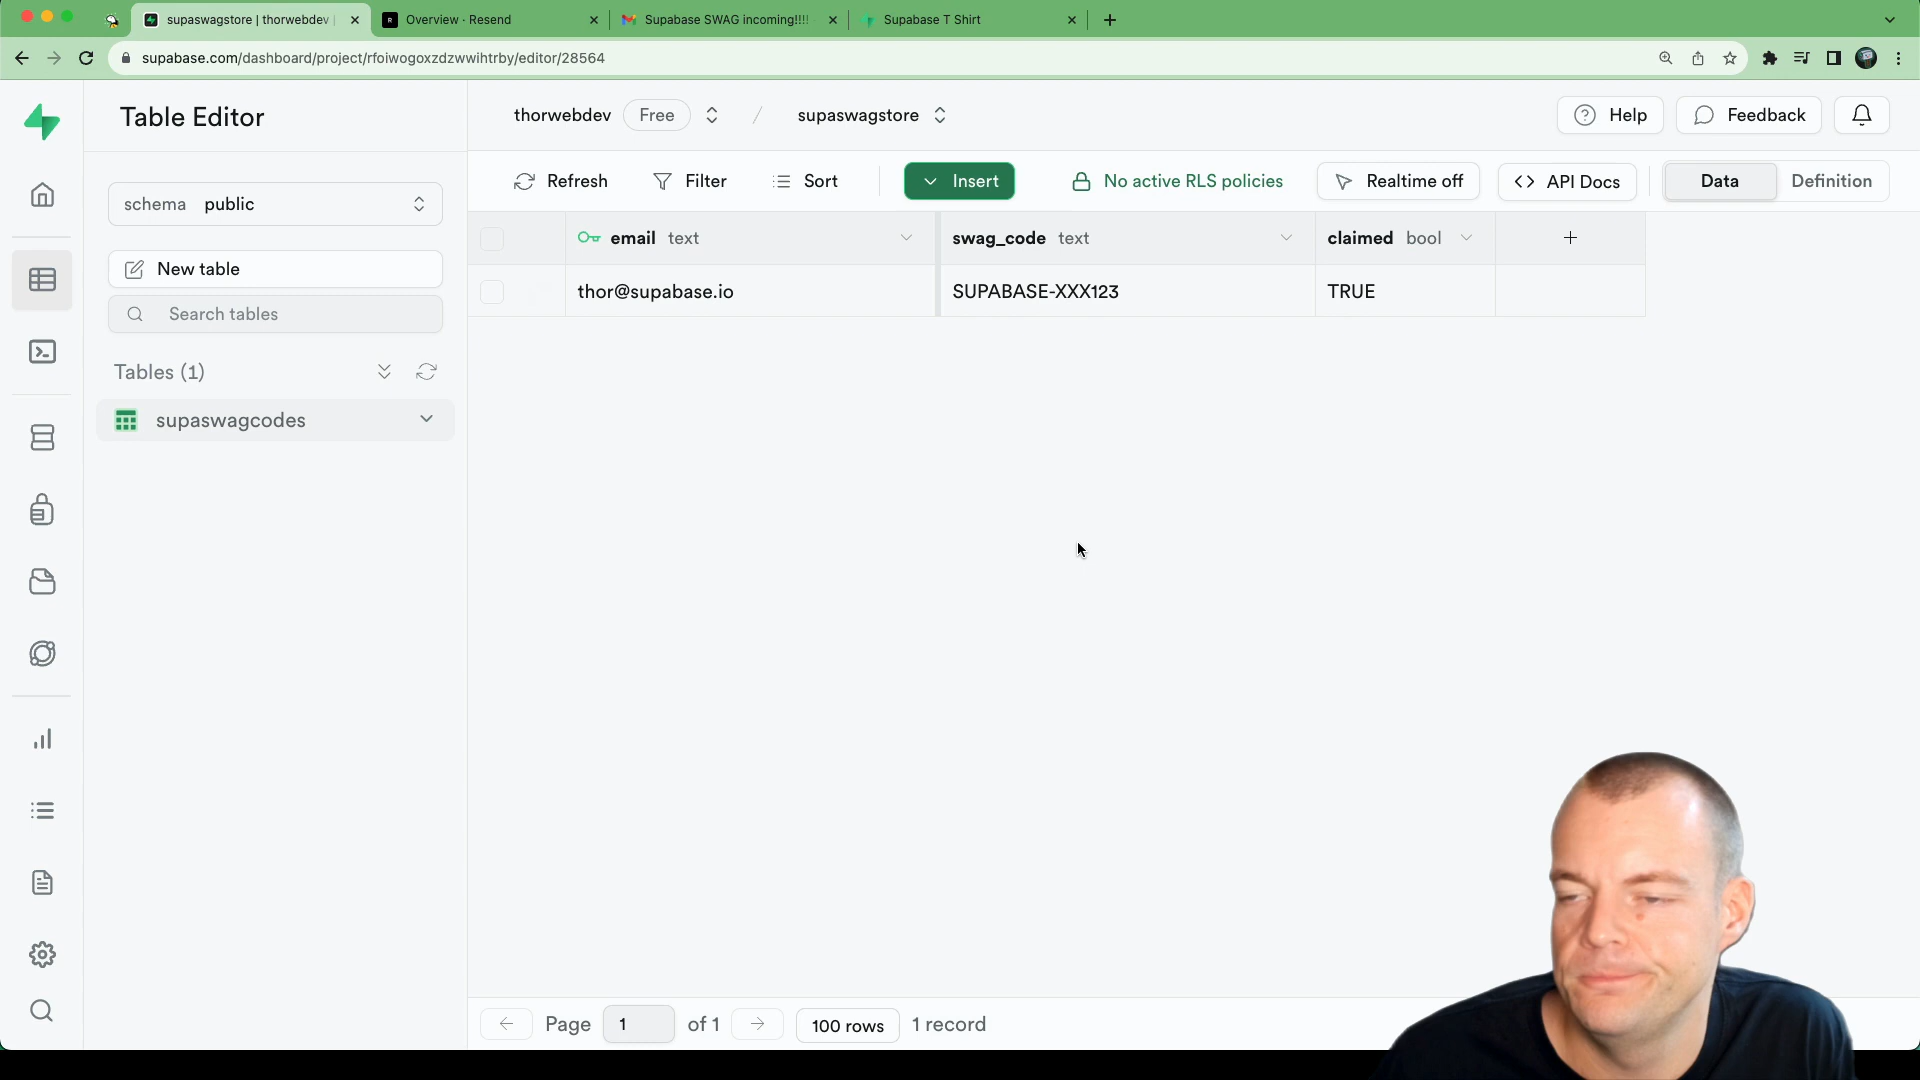 supaswagstore | thorwebdev
Overview · Resend
Supabase SWAG incoming!!!!
Supabase T Shirt
supabase.com/dashboard/project/rfoiwogoxzdzwwihtrby/editor/28564
Table Editor
thorwebdev Free / supaswagstore
Help
Feedback
schema public
Refresh
Filter
Sort
Insert
No active RLS policies
Realtime off
API Docs
Data
Definition
New table
Search tables
Tables (1)
supaswagcodes
email text
swag_code text
claimed bool
thor@supabase.io
SUPABASE-XXX123
TRUE
Page 1 of 1
100 rows
1 record